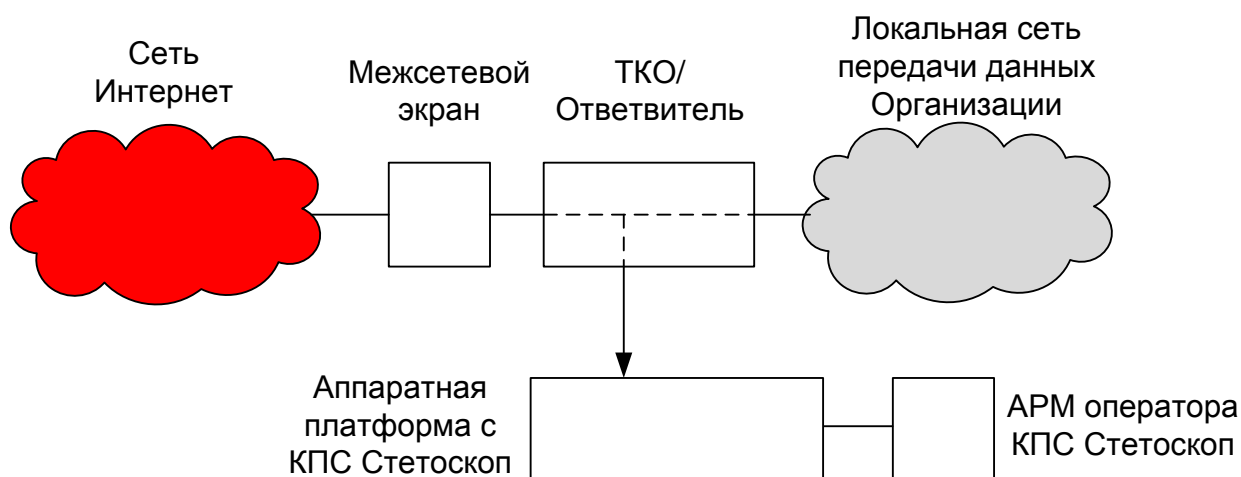 Сеть
Интернет
Межсетевой
экран
ТКО/
Ответвитель
Локальная сеть
передачи данных
Организации
Аппаратная
платформа с
КПС Стетоскоп
АРМ оператора
КПС Стетоскоп